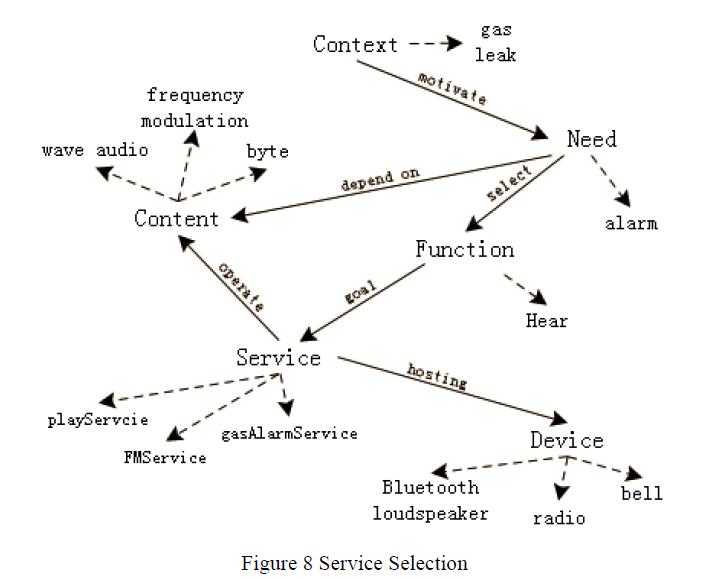 Context
gas
leak
motivate
frequency
modulation
Need
wave audio
byte
depend on
select
alarm
Content
Function
operate
goal
Hear
Service
hosting
playServcie
gasAlarmService
FMService
Device
Bluetooth
loudspeaker
radio
bell
Figure 8 Service Selection